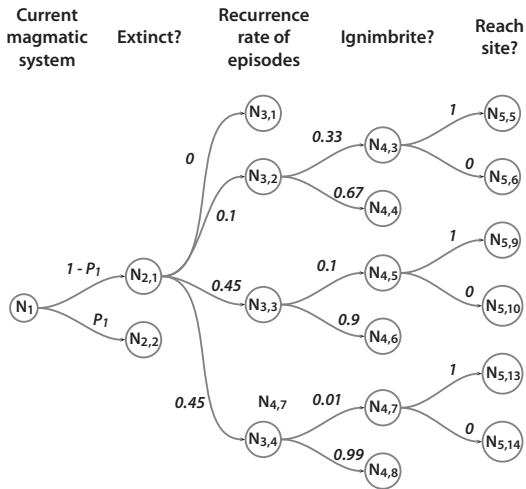 Current
magmatic
system
Extinct?
Recurrence
rate of
episodes
Ignimbrite?
Reach
site?
N1
1 - P1
P1
N2,1
N2,2
0
0.1
0.45
0.45
N3,1
N3,2
N3,3
N4,7
N3,4
0.33
0.67
0.1
0.9
0.01
0.99
N4,3
N4,4
N4,5
N4,6
N4,7
N4,8
1
0
1
0
1
0
N5,5
N5,6
N5,9
N5,10
N5,13
N5,14